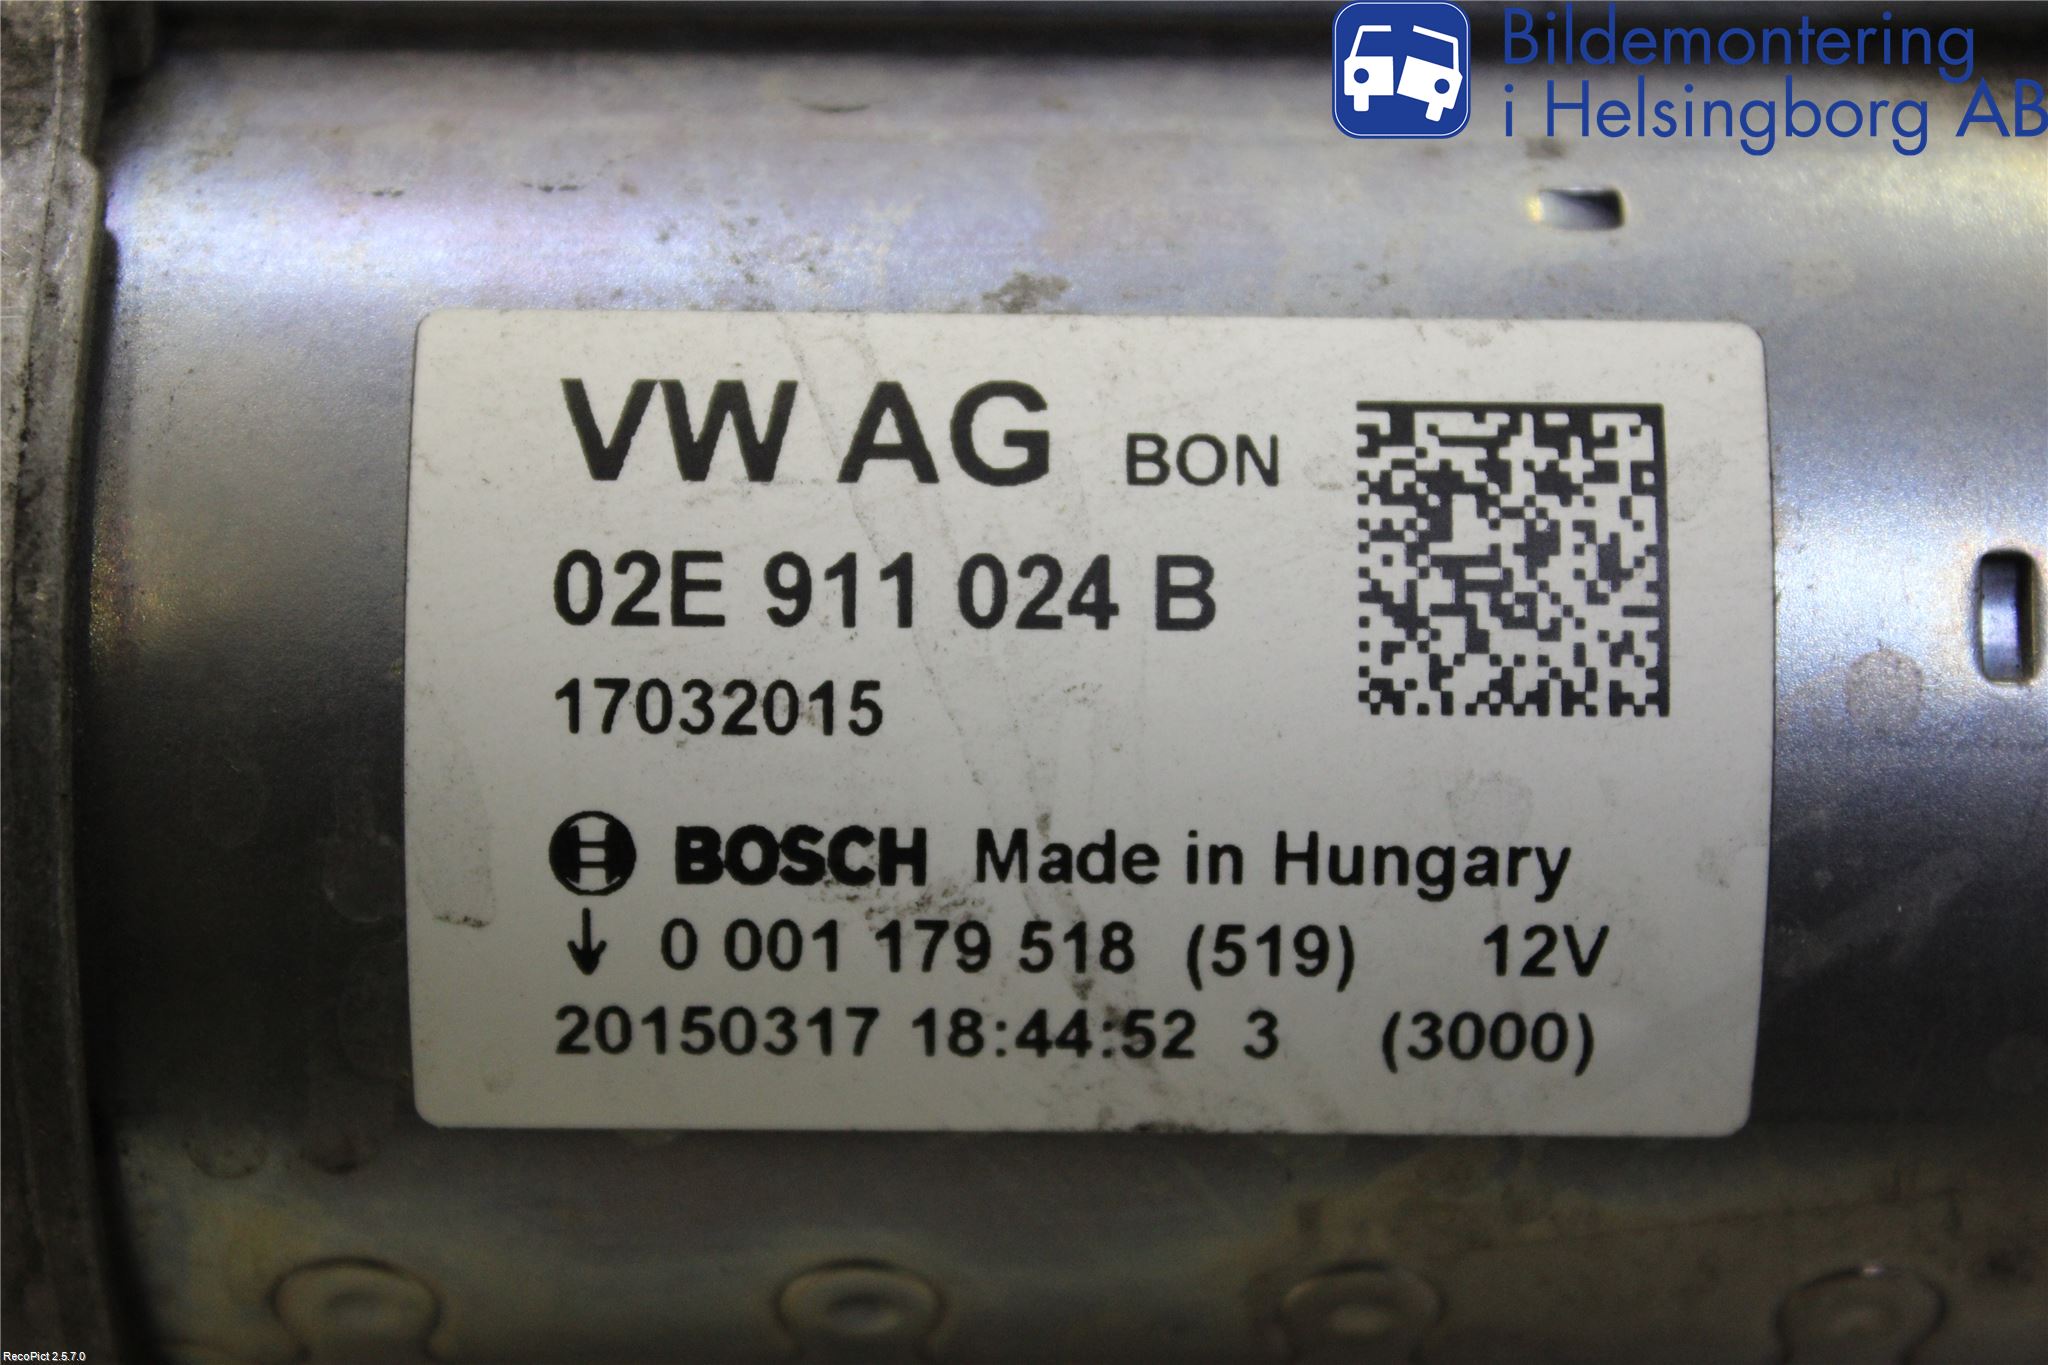 Bildemontering
i Helsingborg AB
VW AG BON
02E 911 024 B
17032015
BOSCH Made in Hungary
↓ 0 001 179 518 (519) 12V
20150317 18:44:52 3 (3000)
RecoPict 2.5.7.0